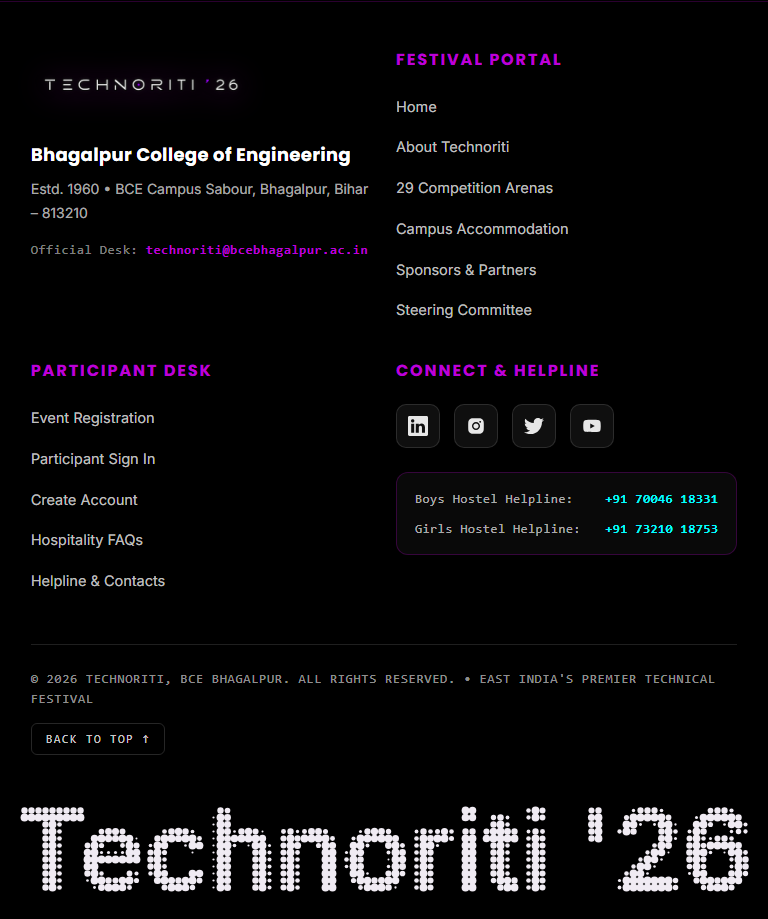 TECHNORITI '26
Bhagalpur College of Engineering
Estd. 1960 • BCE Campus Sabour, Bhagalpur, Bihar
– 813210
Official Desk: technoriti@bcebhagalpur.ac.in
FESTIVAL PORTAL
Home
About Technoriti
29 Competition Arenas
Campus Accommodation
Sponsors & Partners
Steering Committee
PARTICIPANT DESK
Event Registration
Participant Sign In
Create Account
Hospitality FAQs
Helpline & Contacts
CONNECT & HELPLINE
Boys Hostel Helpline: +91 70046 18331
Girls Hostel Helpline: +91 73210 18753
© 2026 TECHNORITI, BCE BHAGALPUR. ALL RIGHTS RESERVED. • EAST INDIA'S PREMIER TECHNICAL
FESTIVAL
BACK TO TOP ↑
Technoriti '26